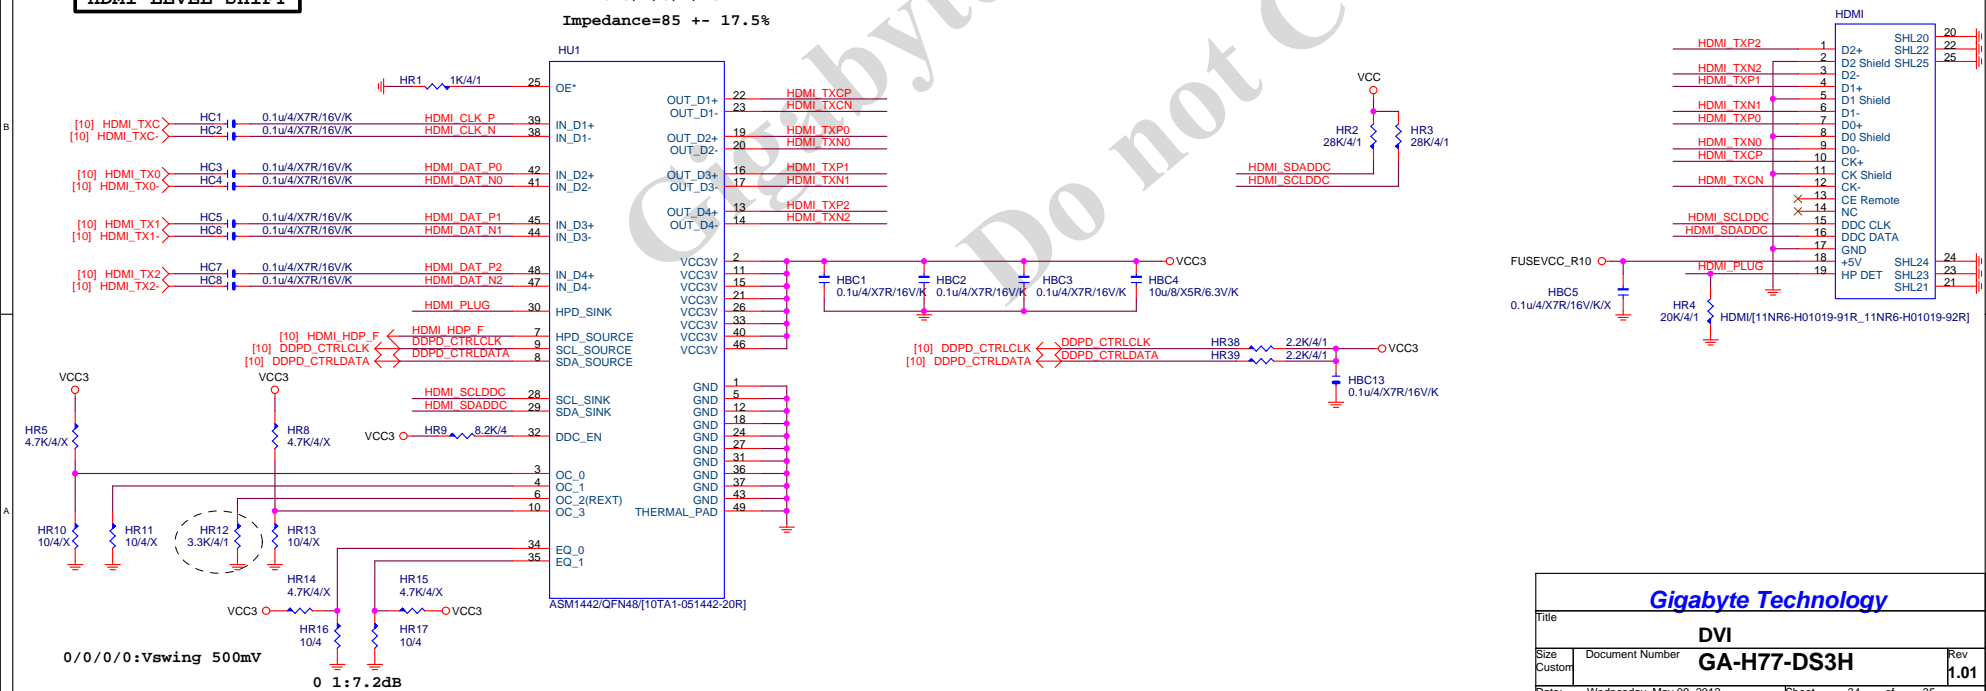 HDMI LEVEL SHIFT
Impedance=85 +- 17.5%
Gigabyte
Do not C
B
A
HU1
HR1 1K/4/1 25 OE*
[10] HDMI_TXC HC1 0.1u/4/X7R/16V/K HDMI_CLK_P 39 IN_D1+
[10] HDMI_TXC- HC2 0.1u/4/X7R/16V/K HDMI_CLK_N 38 IN_D1-
[10] HDMI_TX0 HC3 0.1u/4/X7R/16V/K HDMI_DAT_P0 42 IN_D2+
[10] HDMI_TX0- HC4 0.1u/4/X7R/16V/K HDMI_DAT_N0 41 IN_D2-
[10] HDMI_TX1 HC5 0.1u/4/X7R/16V/K HDMI_DAT_P1 45 IN_D3+
[10] HDMI_TX1- HC6 0.1u/4/X7R/16V/K HDMI_DAT_N1 44 IN_D3-
[10] HDMI_TX2 HC7 0.1u/4/X7R/16V/K HDMI_DAT_P2 48 IN_D4+
[10] HDMI_TX2- HC8 0.1u/4/X7R/16V/K HDMI_DAT_N2 47 IN_D4-
HDMI_PLUG 30 HPD_SINK
[10] HDMI_HDP_F HDMI_HDP_F 7 HPD_SOURCE
[10] DDPD_CTRLCLK DDPD_CTRLCLK 9 SCL_SOURCE
[10] DDPD_CTRLDATA DDPD_CTRLDATA 8 SDA_SOURCE
HDMI_SCLDDC 28 SCL_SINK
HDMI_SDADDC 29 SDA_SINK
VCC3 HR9 8.2K/4 32 DDC_EN
3 OC_0
4 OC_1
6 OC_2(REXT)
10 OC_3
34 EQ_0
35 EQ_1
VCC3
HR5
4.7K/4/X
VCC3
HR8
4.7K/4/X
HR10
10/4/X
HR11
10/4/X
HR12
3.3K/4/1
HR13
10/4/X
HR14
4.7K/4/X
VCC3
HR15
4.7K/4/X
VCC3
HR16
10/4
HR17
10/4
0/0/0/0:Vswing 500mV
0 1:7.2dB
OUT_D1+ 22 HDMI_TXCP
OUT_D1- 23 HDMI_TXCN
OUT_D2+ 19 HDMI_TXP0
OUT_D2- 20 HDMI_TXN0
OUT_D3+ 16 HDMI_TXP1
OUT_D3- 17 HDMI_TXN1
OUT_D4+ 13 HDMI_TXP2
OUT_D4- 14 HDMI_TXN2
VCC3V 2
VCC3V 11
VCC3V 15
VCC3V 21
VCC3V 26
VCC3V 33
VCC3V 40
VCC3V 46
GND 1
GND 5
GND 12
GND 18
GND 24
GND 27
GND 31
GND 36
GND 37
GND 43
THERMAL_PAD 49
ASM1442/QFN48/[10TA1-051442-20R]
VCC3
HBC1
0.1u/4/X7R/16V/K
HBC2
0.1u/4/X7R/16V/K
HBC3
0.1u/4/X7R/16V/K
HBC4
10u/8/X5R/6.3V/K
[10] DDPD_CTRLCLK DDPD_CTRLCLK HR38 2.2K/4/1 VCC3
[10] DDPD_CTRLDATA DDPD_CTRLDATA HR39 2.2K/4/1
HBC13
0.1u/4/X7R/16V/K
VCC
HR2
28K/4/1
HR3
28K/4/1
HDMI_SDADDC
HDMI_SCLDDC
HDMI
HDMI_TXP2 1 D2+
2 D2 Shield
HDMI_TXN2 3 D2-
HDMI_TXP1 4 D1+
5 D1 Shield
HDMI_TXN1 6 D1-
HDMI_TXP0 7 D0+
8 D0 Shield
HDMI_TXN0 9 D0-
HDMI_TXCP 10 CK+
11 CK Shield
HDMI_TXCN 12 CK-
13 CE Remote
14 NC
HDMI_SCLDDC 15 DDC CLK
HDMI_SDADDC 16 DDC DATA
17 GND
FUSEVCC_R10 18 +5V
HDMI_PLUG 19 HP DET
SHL20 20
SHL22 22
SHL25 25
SHL24 24
SHL23 23
SHL21 21
HBC5
0.1u/4/X7R/16V/K/X
HR4
20K/4/1
HDMI/[11NR6-H01019-91R_11NR6-H01019-92R]
Gigabyte Technology
Title
DVI
Size
Custom
Document Number
GA-H77-DS3H
Rev
1.01